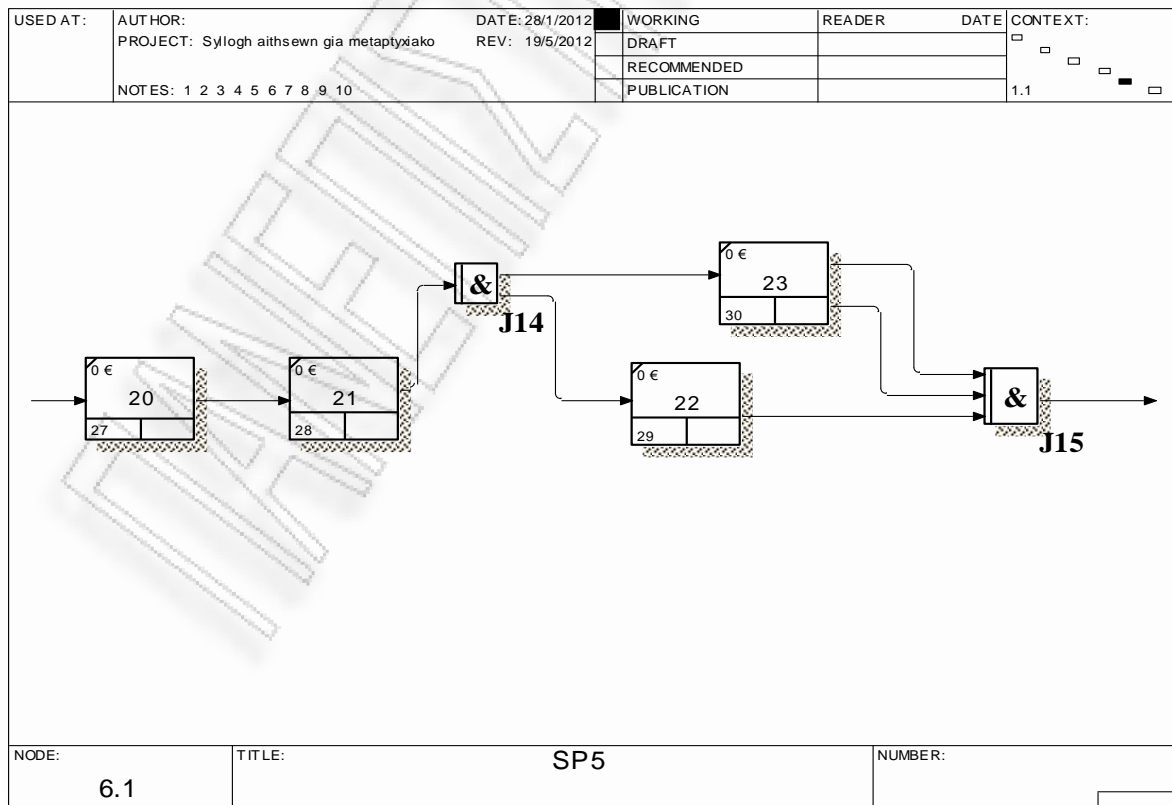 USED AT:
AUTHOR:
DATE: 28/1/2012
PROJECT: Syllogh aithsewn gia metaptyxiako
REV: 19/5/2012
NOTES: 1 2 3 4 5 6 7 8 9 10
WORKING
DRAFT
RECOMMENDED
PUBLICATION
READER
DATE
CONTEXT:
1.1
0 €
23
30
&
J14
0 €
20
27
0 €
21
28
0 €
22
29
&
J15
NODE:
6.1
TITLE:
SP5
NUMBER: